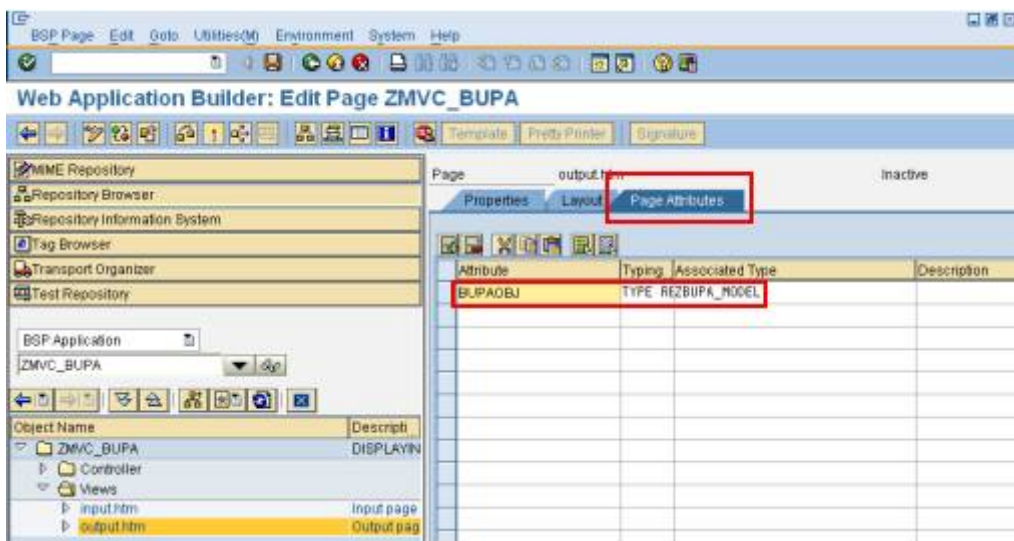 BSP Page Edit Goto Utilities(M) Environment System Help
Web Application Builder: Edit Page ZMVC_BUPA
Template Pretty Printer Signature
MIME Repository
Repository Browser
Repository Information System
Tag Browser
Transport Organizer
Test Repository
BSP Application
ZMVC_BUPA
Object Name Descripti
ZMVC_BUPA DISPLAYIN
Controller
Views
input.htm Input page
output.htm Output pag
Page output.htm Inactive
Properties Layout Page Attributes
Attribute Typing Associated Type Description
BUPAOBJ TYPE REZBUPA_MODEL